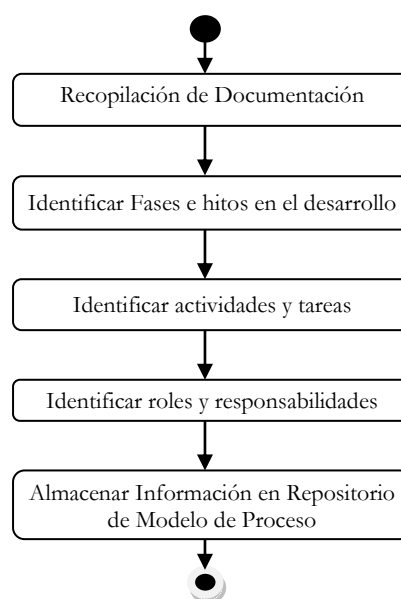 Recopilación de Documentación
Identificar Fases e hitos en el desarrollo
Identificar actividades y tareas
Identificar roles y responsabilidades
Almacenar Información en Repositorio
de Modelo de Proceso